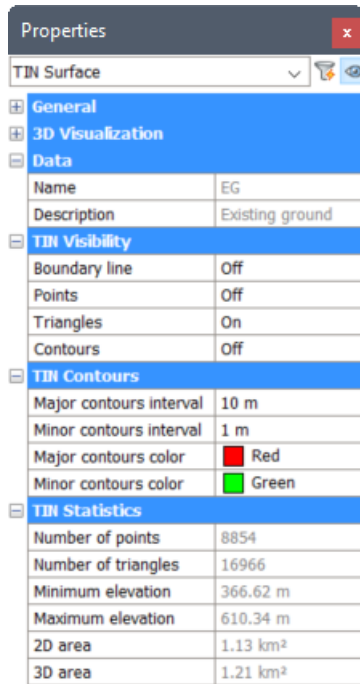 Properties
x
TIN Surface
General
3D Visualization
Data
Name EG
Description Existing ground
TIN Visibility
Boundary line Off
Points Off
Triangles On
Contours Off
TIN Contours
Major contours interval 10 m
Minor contours interval 1 m
Major contours color Red
Minor contours color Green
TIN Statistics
Number of points 8854
Number of triangles 16966
Minimum elevation 366.62 m
Maximum elevation 610.34 m
2D area 1.13 km²
3D area 1.21 km²